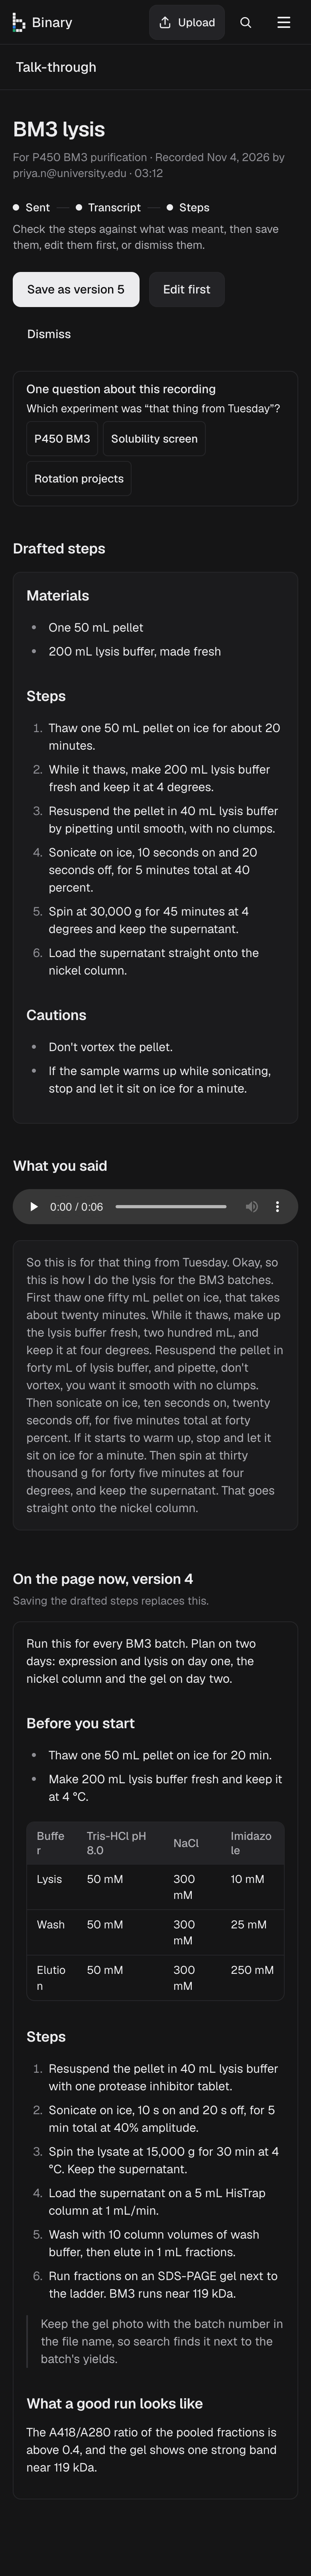 Binary
Upload
Talk-through
BM3 lysis
For P450 BM3 purification · Recorded Nov 4, 2026 by
priya.n@university.edu · 03:12
Sent
Transcript
Steps
Check the steps against what was meant, then save
them, edit them first, or dismiss them.
Save as version 5
Edit first
Dismiss
One question about this recording
Which experiment was “that thing from Tuesday”?
P450 BM3
Solubility screen
Rotation projects
Drafted steps
Materials
• One 50 mL pellet
• 200 mL lysis buffer, made fresh
Steps
1. Thaw one 50 mL pellet on ice for about 20
minutes.
2. While it thaws, make 200 mL lysis buffer
fresh and keep it at 4 degrees.
3. Resuspend the pellet in 40 mL lysis buffer
by pipetting until smooth, with no clumps.
4. Sonicate on ice, 10 seconds on and 20
seconds off, for 5 minutes total at 40
percent.
5. Spin at 30,000 g for 45 minutes at 4
degrees and keep the supernatant.
6. Load the supernatant straight onto the
nickel column.
Cautions
• Don't vortex the pellet.
• If the sample warms up while sonicating,
stop and let it sit on ice for a minute.
What you said
0:00 / 0:06
So this is for that thing from Tuesday. Okay, so
this is how I do the lysis for the BM3 batches.
First thaw one fifty mL pellet on ice, that takes
about twenty minutes. While it thaws, make up
the lysis buffer fresh, two hundred mL, and
keep it at four degrees. Resuspend the pellet in
forty mL of lysis buffer, and pipette, don't
vortex, you want it smooth with no clumps.
Then sonicate on ice, ten seconds on, twenty
seconds off, for five minutes total at forty
percent. If it starts to warm up, stop and let it
sit on ice for a minute. Then spin at thirty
thousand g for forty five minutes at four
degrees, and keep the supernatant. That goes
straight onto the nickel column.
On the page now, version 4
Saving the drafted steps replaces this.
Run this for every BM3 batch. Plan on two
days: expression and lysis on day one, the
nickel column and the gel on day two.
Before you start
• Thaw one 50 mL pellet on ice for 20 min.
• Make 200 mL lysis buffer fresh and keep it
at 4 °C.
Buffe
r
Tris-HCl pH
8.0
NaCl
Imidazo
le
Lysis
50 mM
300
mM
10 mM
Wash
50 mM
300
mM
25 mM
Elutio
n
50 mM
300
mM
250 mM
Steps
1. Resuspend the pellet in 40 mL lysis buffer
with one protease inhibitor tablet.
2. Sonicate on ice, 10 s on and 20 s off, for 5
min total at 40% amplitude.
3. Spin the lysate at 15,000 g for 30 min at 4
°C. Keep the supernatant.
4. Load the supernatant on a 5 mL HisTrap
column at 1 mL/min.
5. Wash with 10 column volumes of wash
buffer, then elute in 1 mL fractions.
6. Run fractions on an SDS-PAGE gel next to
the ladder. BM3 runs near 119 kDa.
Keep the gel photo with the batch number in
the file name, so search finds it next to the
batch's yields.
What a good run looks like
The A418/A280 ratio of the pooled fractions is
above 0.4, and the gel shows one strong band
near 119 kDa.